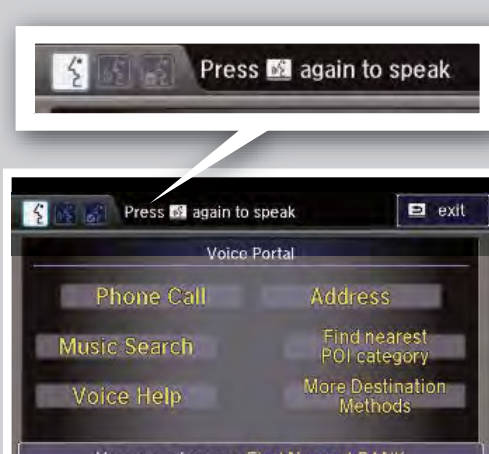 Press again to speak
Press again to speak
exit
Voice Portal
Phone Call
Address
Music Search
Find nearest
POI category
Voice Help
More Destination
Methods